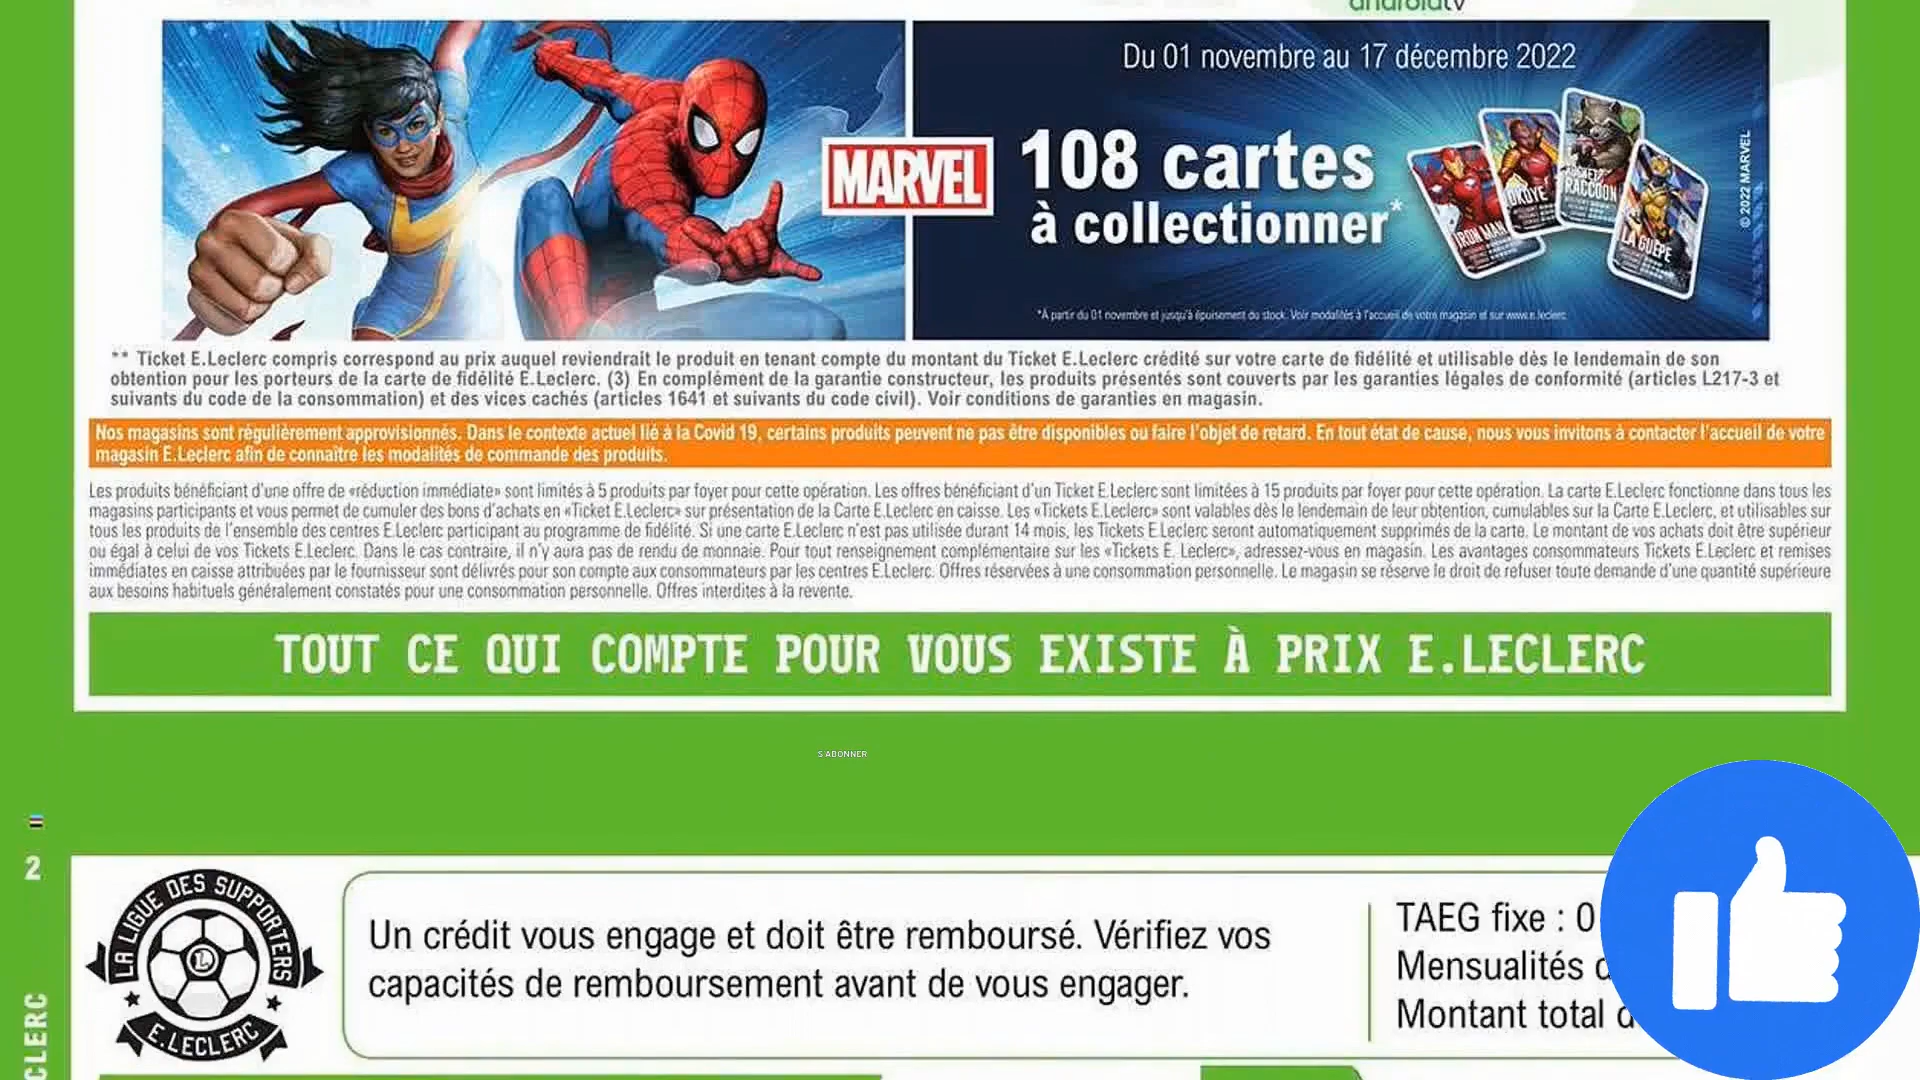 androidtv
Du 01 novembre au 17 décembre 2022
MARVEL
108 cartes
à collectionner*
IRON MAN
OKOYE
ROCKET RACCOON
LA GUÊPE
© 2022 MARVEL
*À partir du 01 novembre et jusqu'à épuisement du stock. Voir modalités à l'accueil de votre magasin et sur www.e.leclerc
** Ticket E.Leclerc compris correspond au prix auquel reviendrait le produit en tenant compte du montant du Ticket E.Leclerc crédité sur votre carte de fidélité et utilisable dès le lendemain de son
obtention pour les porteurs de la carte de fidélité E.Leclerc. (3) En complément de la garantie constructeur, les produits présentés sont couverts par les garanties légales de conformité (articles L217-3 et
suivants du code de la consommation) et des vices cachés (articles 1641 et suivants du code civil). Voir conditions de garanties en magasin.
Nos magasins sont régulièrement approvisionnés. Dans le contexte actuel lié à la Covid 19, certains produits peuvent ne pas être disponibles ou faire l'objet de retard. En tout état de cause, nous vous invitons à contacter l'accueil de votre
magasin E.Leclerc afin de connaître les modalités de commande des produits.
Les produits bénéficiant d'une offre de «réduction immédiate» sont limités à 5 produits par foyer pour cette opération. Les offres bénéficiant d'un Ticket E.Leclerc sont limitées à 15 produits par foyer pour cette opération. La carte E.Leclerc fonctionne dans tous les
magasins participants et vous permet de cumuler des bons d'achats en «Ticket E.Leclerc» sur présentation de la Carte E.Leclerc en caisse. Les «Tickets E.Leclerc» sont valables dès le lendemain de leur obtention, cumulables sur la Carte E.Leclerc, et utilisables sur
tous les produits de l'ensemble des centres E.Leclerc participant au programme de fidélité. Si une carte E.Leclerc n'est pas utilisée durant 14 mois, les Tickets E.Leclerc seront automatiquement supprimés de la carte. Le montant de vos achats doit être supérieur
ou égal à celui de vos Tickets E.Leclerc. Dans le cas contraire, il n'y aura pas de rendu de monnaie. Pour tout renseignement complémentaire sur les «Tickets E. Leclerc», adressez-vous en magasin. Les avantages consommateurs Tickets E.Leclerc et remises
immédiates en caisse attribuées par le fournisseur sont délivrés pour son compte aux consommateurs par les centres E.Leclerc. Offres réservées à une consommation personnelle. Le magasin se réserve le droit de refuser toute demande d'une quantité supérieure
aux besoins habituels généralement constatés pour une consommation personnelle. Offres interdites à la revente.
TOUT CE QUI COMPTE POUR VOUS EXISTE À PRIX E.LECLERC
S'ABONNER
2
CLERC
LA LIGUE DES SUPPORTERS
E.LECLERC
Un crédit vous engage et doit être remboursé. Vérifiez vos
capacités de remboursement avant de vous engager.
TAEG fixe : 0
Mensualités
Montant total